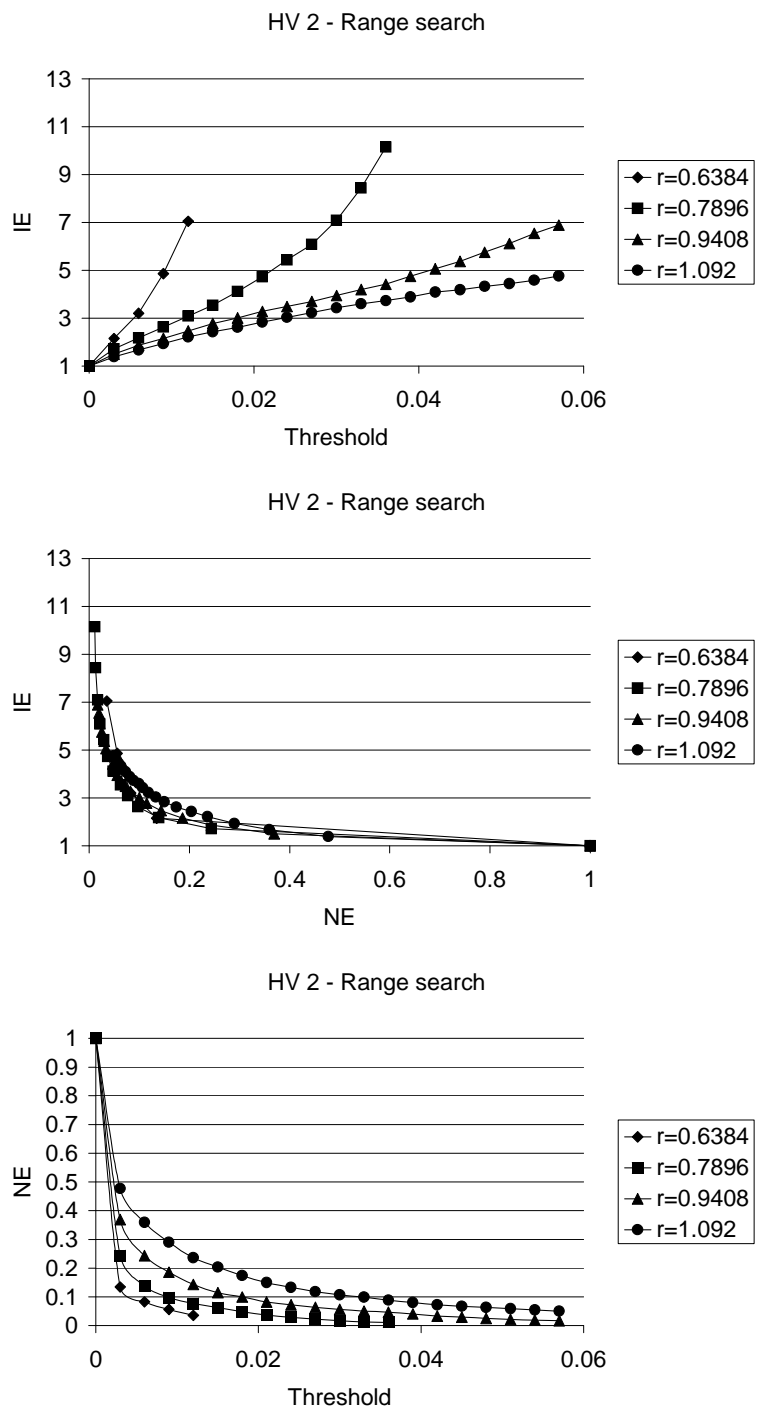 HV 2 - Range search
13
11
9
7
5
3
1
IE
0 0.02 0.04 0.06
Threshold
r=0.6384
r=0.7896
r=0.9408
r=1.092
HV 2 - Range search
13
11
9
7
5
3
1
IE
0 0.2 0.4 0.6 0.8 1
NE
r=0.6384
r=0.7896
r=0.9408
r=1.092
HV 2 - Range search
1
0.9
0.8
0.7
0.6
0.5
0.4
0.3
0.2
0.1
0
NE
0 0.02 0.04 0.06
Threshold
r=0.6384
r=0.7896
r=0.9408
r=1.092